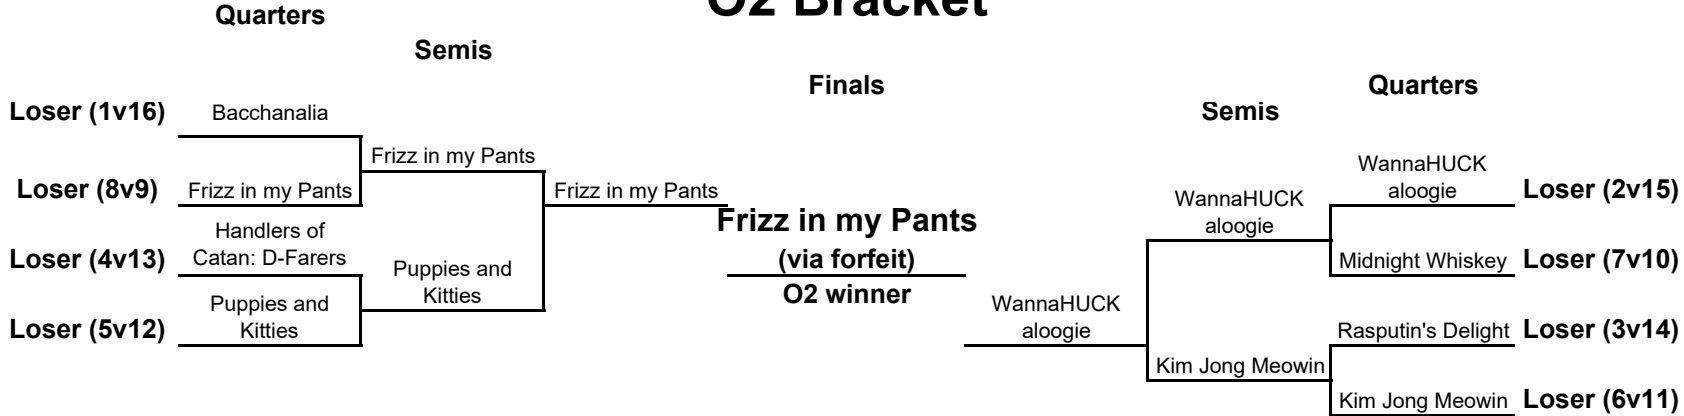 O2 Bracket
Quarters
Semis
Finals
Quarters
Semis
Loser (1v16)
Bacchanalia
Frizz in my Pants
Loser (8v9)
Frizz in my Pants
Frizz in my Pants
Handlers of
Catan: D-Farers
Loser (4v13)
Puppies and
Kitties
Puppies and
Kitties
Loser (5v12)
Frizz in my Pants
(via forfeit)
O2 winner
WannaHUCK
aloogie
WannaHUCK
aloogie
WannaHUCK
aloogie
Loser (2v15)
Midnight Whiskey
Loser (7v10)
Rasputin's Delight
Loser (3v14)
Kim Jong Meowin
Kim Jong Meowin
Loser (6v11)